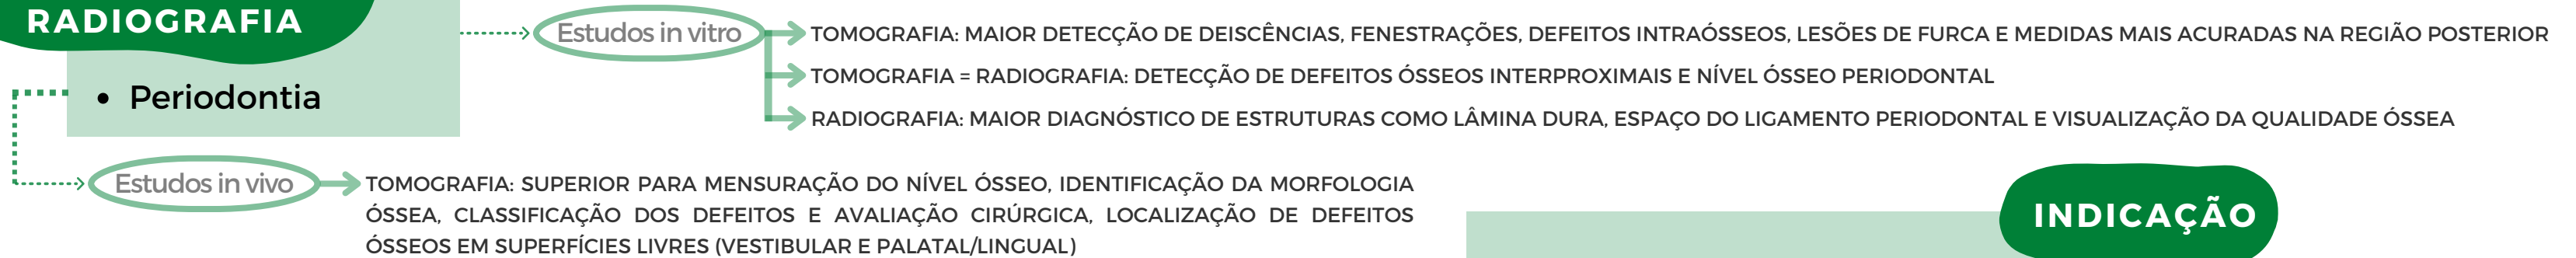 RADIOGRAFIA
• Periodontia
Estudos in vitro
TOMOGRAFIA: MAIOR DETECÇÃO DE DEISCÊNCIAS, FENESTRAÇÕES, DEFEITOS INTRAÓSSEOS, LESÕES DE FURCA E MEDIDAS MAIS ACURADAS NA REGIÃO POSTERIOR
TOMOGRAFIA = RADIOGRAFIA: DETECÇÃO DE DEFEITOS ÓSSEOS INTERPROXIMAIS E NÍVEL ÓSSEO PERIODONTAL
RADIOGRAFIA: MAIOR DIAGNÓSTICO DE ESTRUTURAS COMO LÂMINA DURA, ESPAÇO DO LIGAMENTO PERIODONTAL E VISUALIZAÇÃO DA QUALIDADE ÓSSEA
Estudos in vivo
TOMOGRAFIA: SUPERIOR PARA MENSURAÇÃO DO NÍVEL ÓSSEO, IDENTIFICAÇÃO DA MORFOLOGIA
ÓSSEA, CLASSIFICAÇÃO DOS DEFEITOS E AVALIAÇÃO CIRÚRGICA, LOCALIZAÇÃO DE DEFEITOS
ÓSSEOS EM SUPERFÍCIES LIVRES (VESTIBULAR E PALATAL/LINGUAL)
INDICAÇÃO